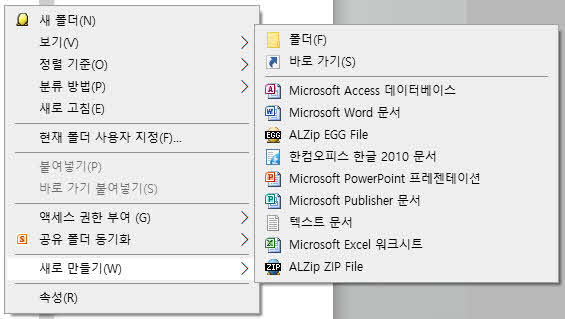 새 폴더(N)
보기(V)
정렬 기준(O)
분류 방법(P)
새로 고침(E)
현재 폴더 사용자 지정(F)...
붙여넣기(P)
바로 가기 붙여넣기(S)
액세스 권한 부여 (G)
공유 폴더 동기화
새로 만들기(W)
속성(R)
폴더(F)
바로 가기(S)
Microsoft Access 데이터베이스
Microsoft Word 문서
ALZip EGG File
한컴오피스 한글 2010 문서
Microsoft PowerPoint 프레젠테이션
Microsoft Publisher 문서
텍스트 문서
Microsoft Excel 워크시트
ALZip ZIP File